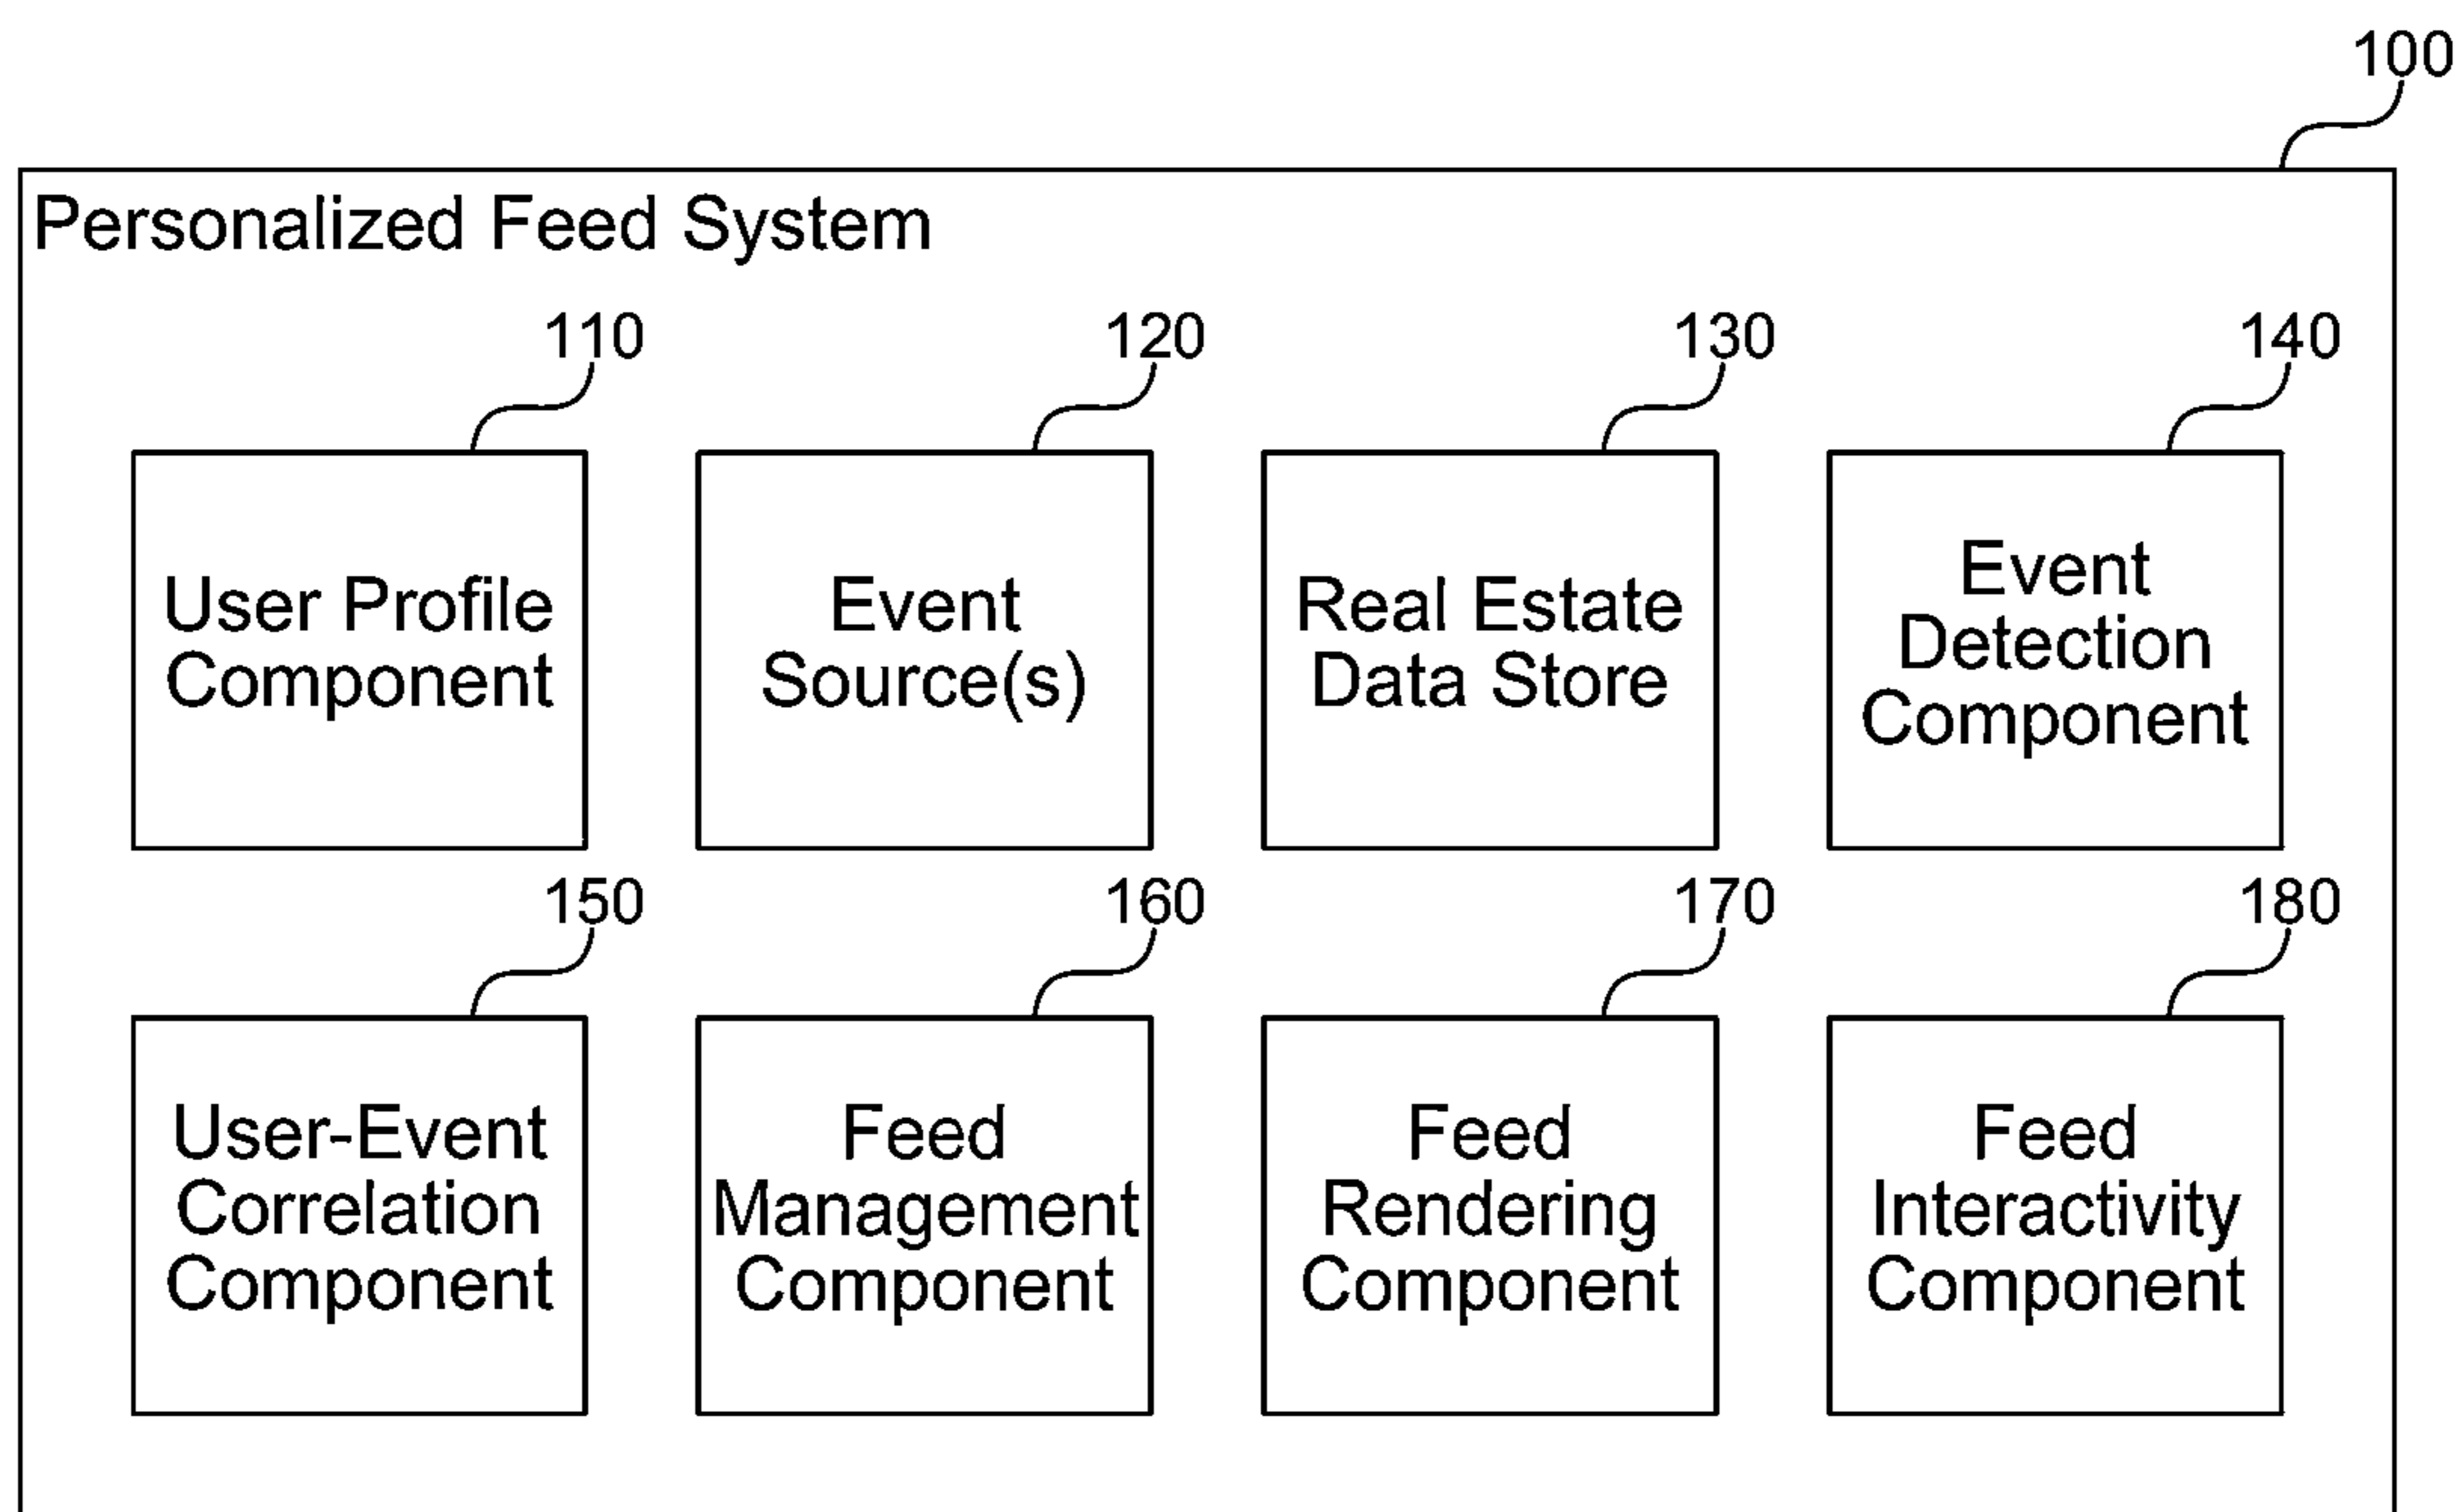 100
Personalized Feed System
110
120
130
140
User Profile
Component
Event
Source(s)
Real Estate
Data Store
Event
Detection
Component
150
160
170
180
User-Event
Correlation
Component
Feed
Management
Component
Feed
Rendering
Component
Feed
Interactivity
Component